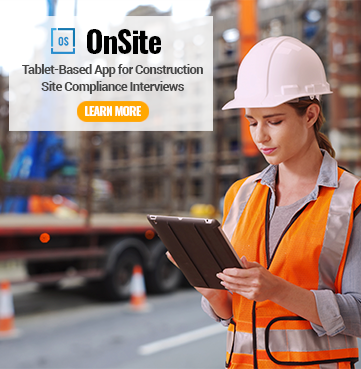 OS OnSite
Tablet-Based App for Construction
Site Compliance Interviews
LEARN MORE